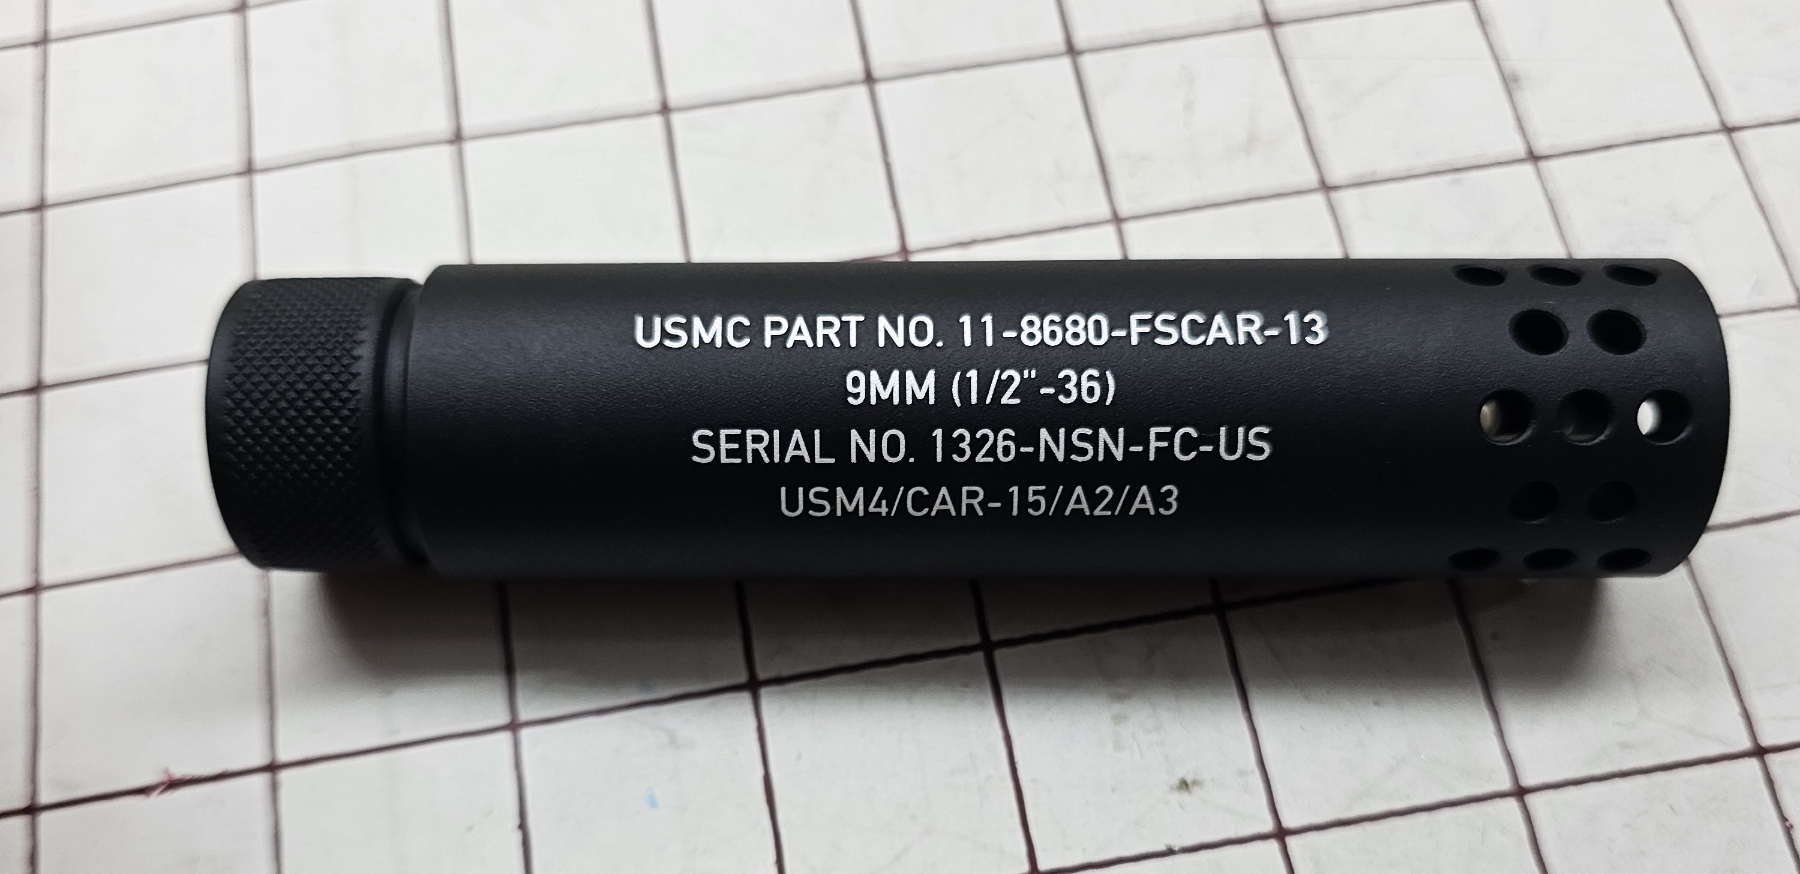 USMC PART NO. 11-8680-FSCAR-13
9MM (1/2"-36)
SERIAL NO. 1326-NSN-FC-US
USM4/CAR-15/A2/A3